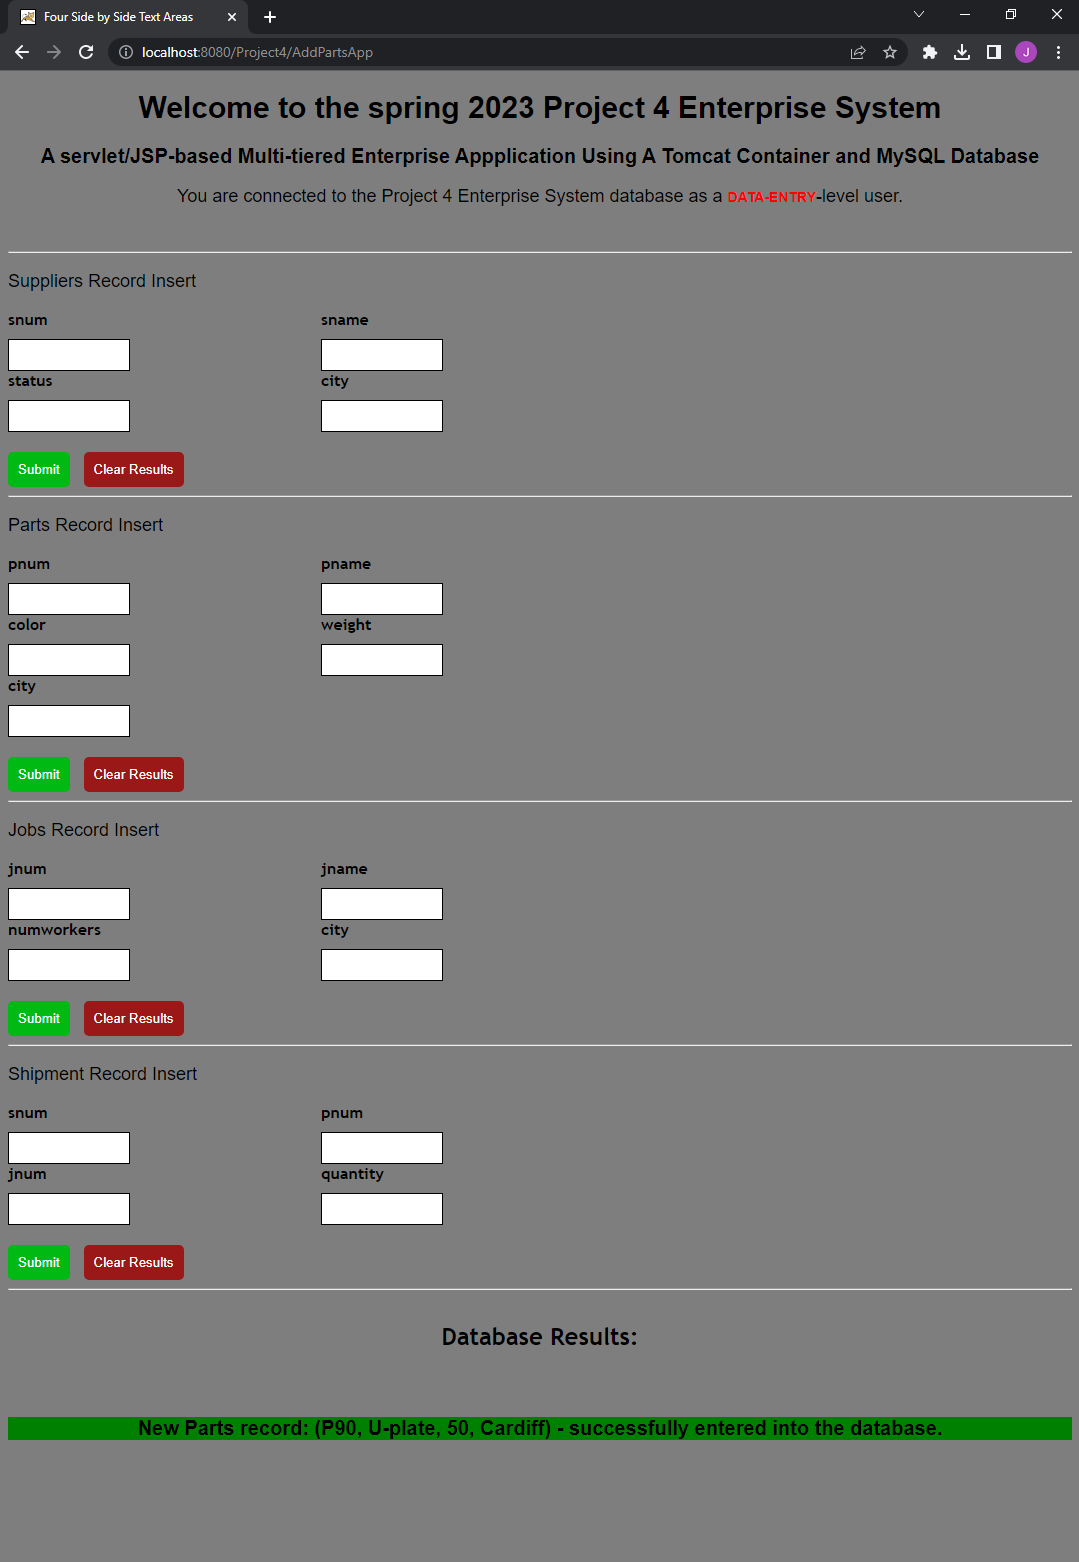 Four Side by Side Text Areas
localhost:8080/Project4/AddPartsApp
J
Welcome to the spring 2023 Project 4 Enterprise System
A servlet/JSP-based Multi-tiered Enterprise Appplication Using A Tomcat Container and MySQL Database
You are connected to the Project 4 Enterprise System database as a DATA-ENTRY-level user.
Suppliers Record Insert
snum sname
status city
Submit Clear Results
Parts Record Insert
pnum pname
color weight
city
Submit Clear Results
Jobs Record Insert
jnum jname
numworkers city
Submit Clear Results
Shipment Record Insert
snum pnum
jnum quantity
Submit Clear Results
Database Results:
New Parts record: (P90, U-plate, 50, Cardiff) - successfully entered into the database.